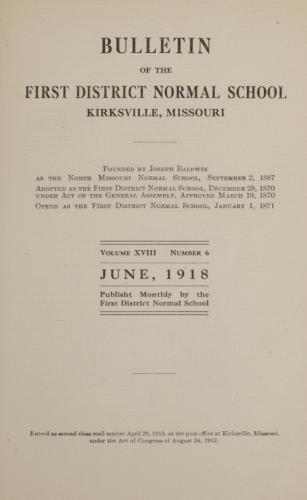 BULLETIN
OF THE
FIRST DISTRICT NORMAL SCHOOL
KIRKSVILLE, MISSOURI
Founded by Joseph Baldwin
as the North Missouri Normal School, September 2, 1867
Adopted as the First District Normal School, December 29, 1870
under Act of the General Assembly, Approved March 19, 1870
Opend as the First District Normal School, January 1, 1871
Volume XVIII Number 6
JUNE, 1918
Publisht Monthly by the
First District Normal School
Enterd as second class mail matter April 29, 1915, at the post office at Kirksville, Missouri,
under the Act of Congress of August 24, 1912.